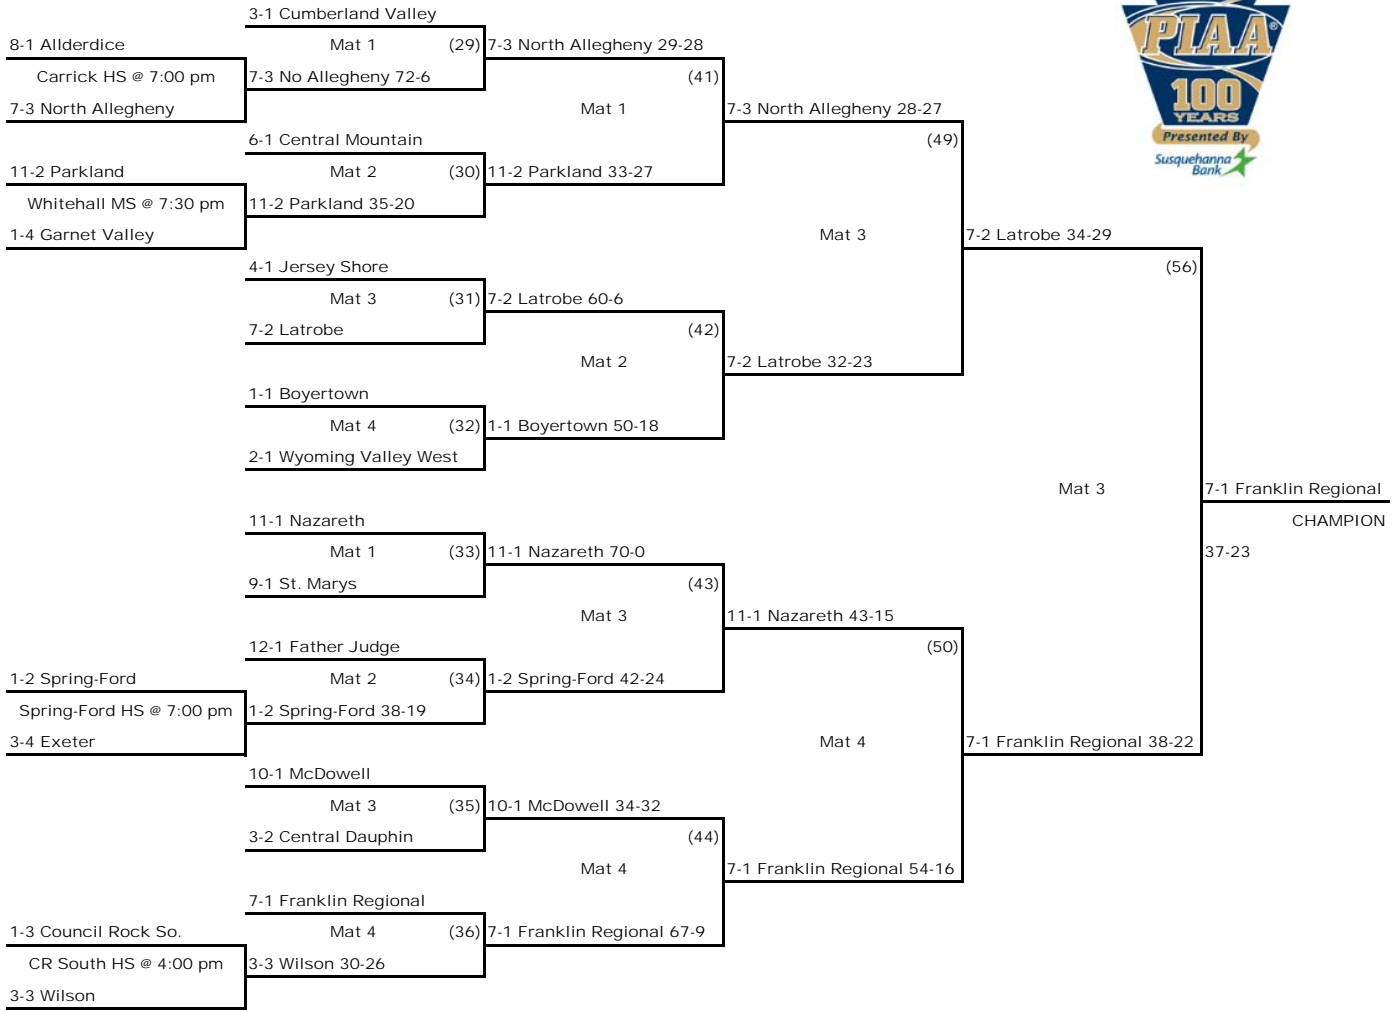 3-1 Cumberland Valley
8-1 Allderdice
Mat 1 (29)
7-3 North Allegheny 29-28
Carrick HS @ 7:00 pm
7-3 No Allegheny 72-6
(41)
7-3 North Allegheny
Mat 1
7-3 North Allegheny 28-27
6-1 Central Mountain
(49)
11-2 Parkland
Mat 2 (30)
11-2 Parkland 33-27
Whitehall MS @ 7:30 pm
11-2 Parkland 35-20
1-4 Garnet Valley
Mat 3
7-2 Latrobe 34-29
4-1 Jersey Shore
(56)
Mat 3 (31)
7-2 Latrobe 60-6
7-2 Latrobe
(42)
Mat 2
7-2 Latrobe 32-23
1-1 Boyertown
Mat 4 (32)
1-1 Boyertown 50-18
2-1 Wyoming Valley West
Mat 3
7-1 Franklin Regional
11-1 Nazareth
CHAMPION
Mat 1 (33)
11-1 Nazareth 70-0
37-23
9-1 St. Marys
(43)
Mat 3
11-1 Nazareth 43-15
12-1 Father Judge
(50)
1-2 Spring-Ford
Mat 2 (34)
1-2 Spring-Ford 42-24
Spring-Ford HS @ 7:00 pm
1-2 Spring-Ford 38-19
3-4 Exeter
Mat 4
7-1 Franklin Regional 38-22
10-1 McDowell
Mat 3 (35)
10-1 McDowell 34-32
3-2 Central Dauphin
(44)
Mat 4
7-1 Franklin Regional 54-16
7-1 Franklin Regional
1-3 Council Rock So.
Mat 4 (36)
7-1 Franklin Regional 67-9
CR South HS @ 4:00 pm
3-3 Wilson 30-26
3-3 Wilson
PIAA®
100
YEARS
Presented By
Susquehanna
Bank